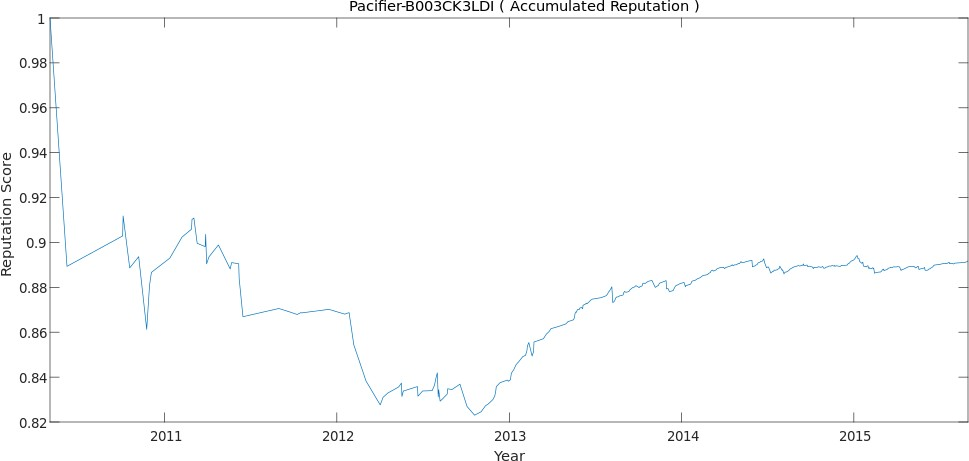 Pacifier-B003CK3LDI ( Accumulated Reputation )
Reputation Score
1
0.98
0.96
0.94
0.92
0.9
0.88
0.86
0.84
0.82
2011 2012 2013 2014 2015
Year